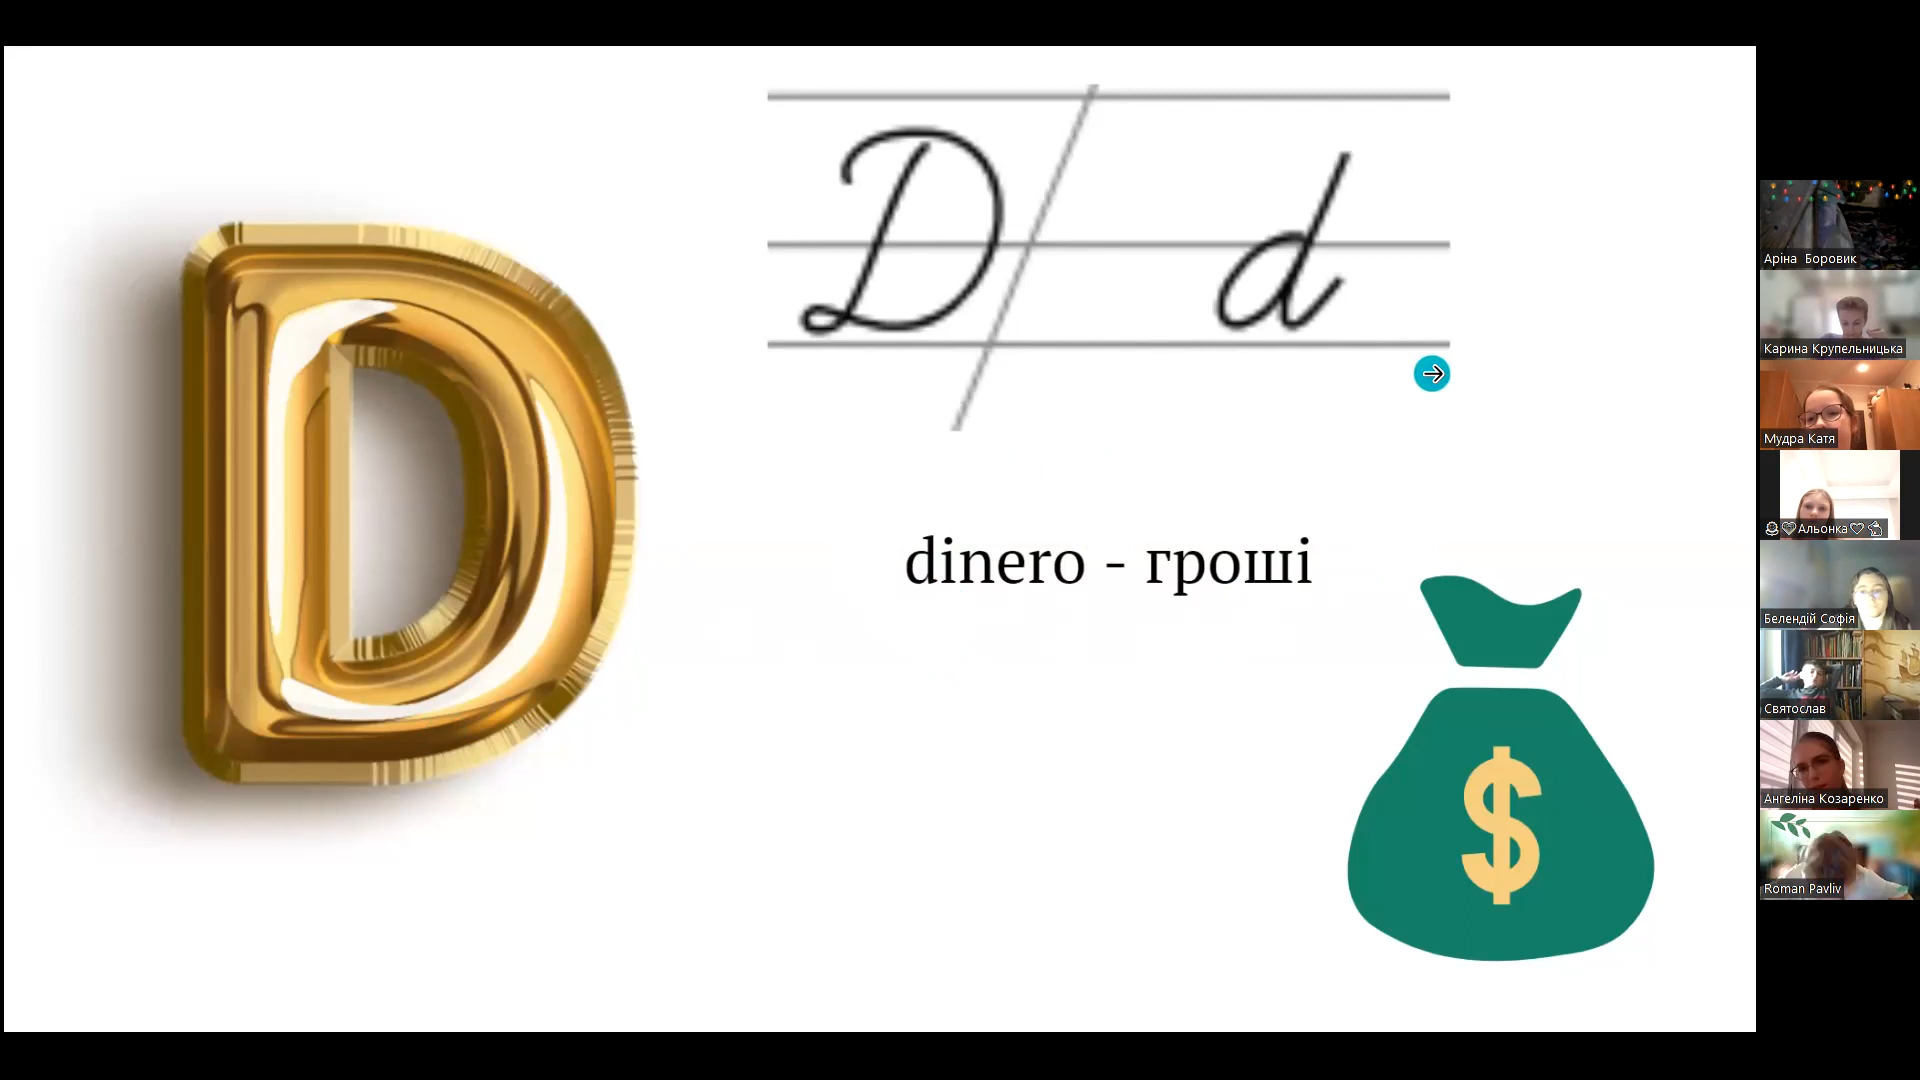 D
D d
dinero - гроші
$
Аріна Боровик
Карина Крупельницька
Мудра Катя
Альонка
Белендій Софія
Святослав
Ангеліна Козаренко
Roman Pavliv